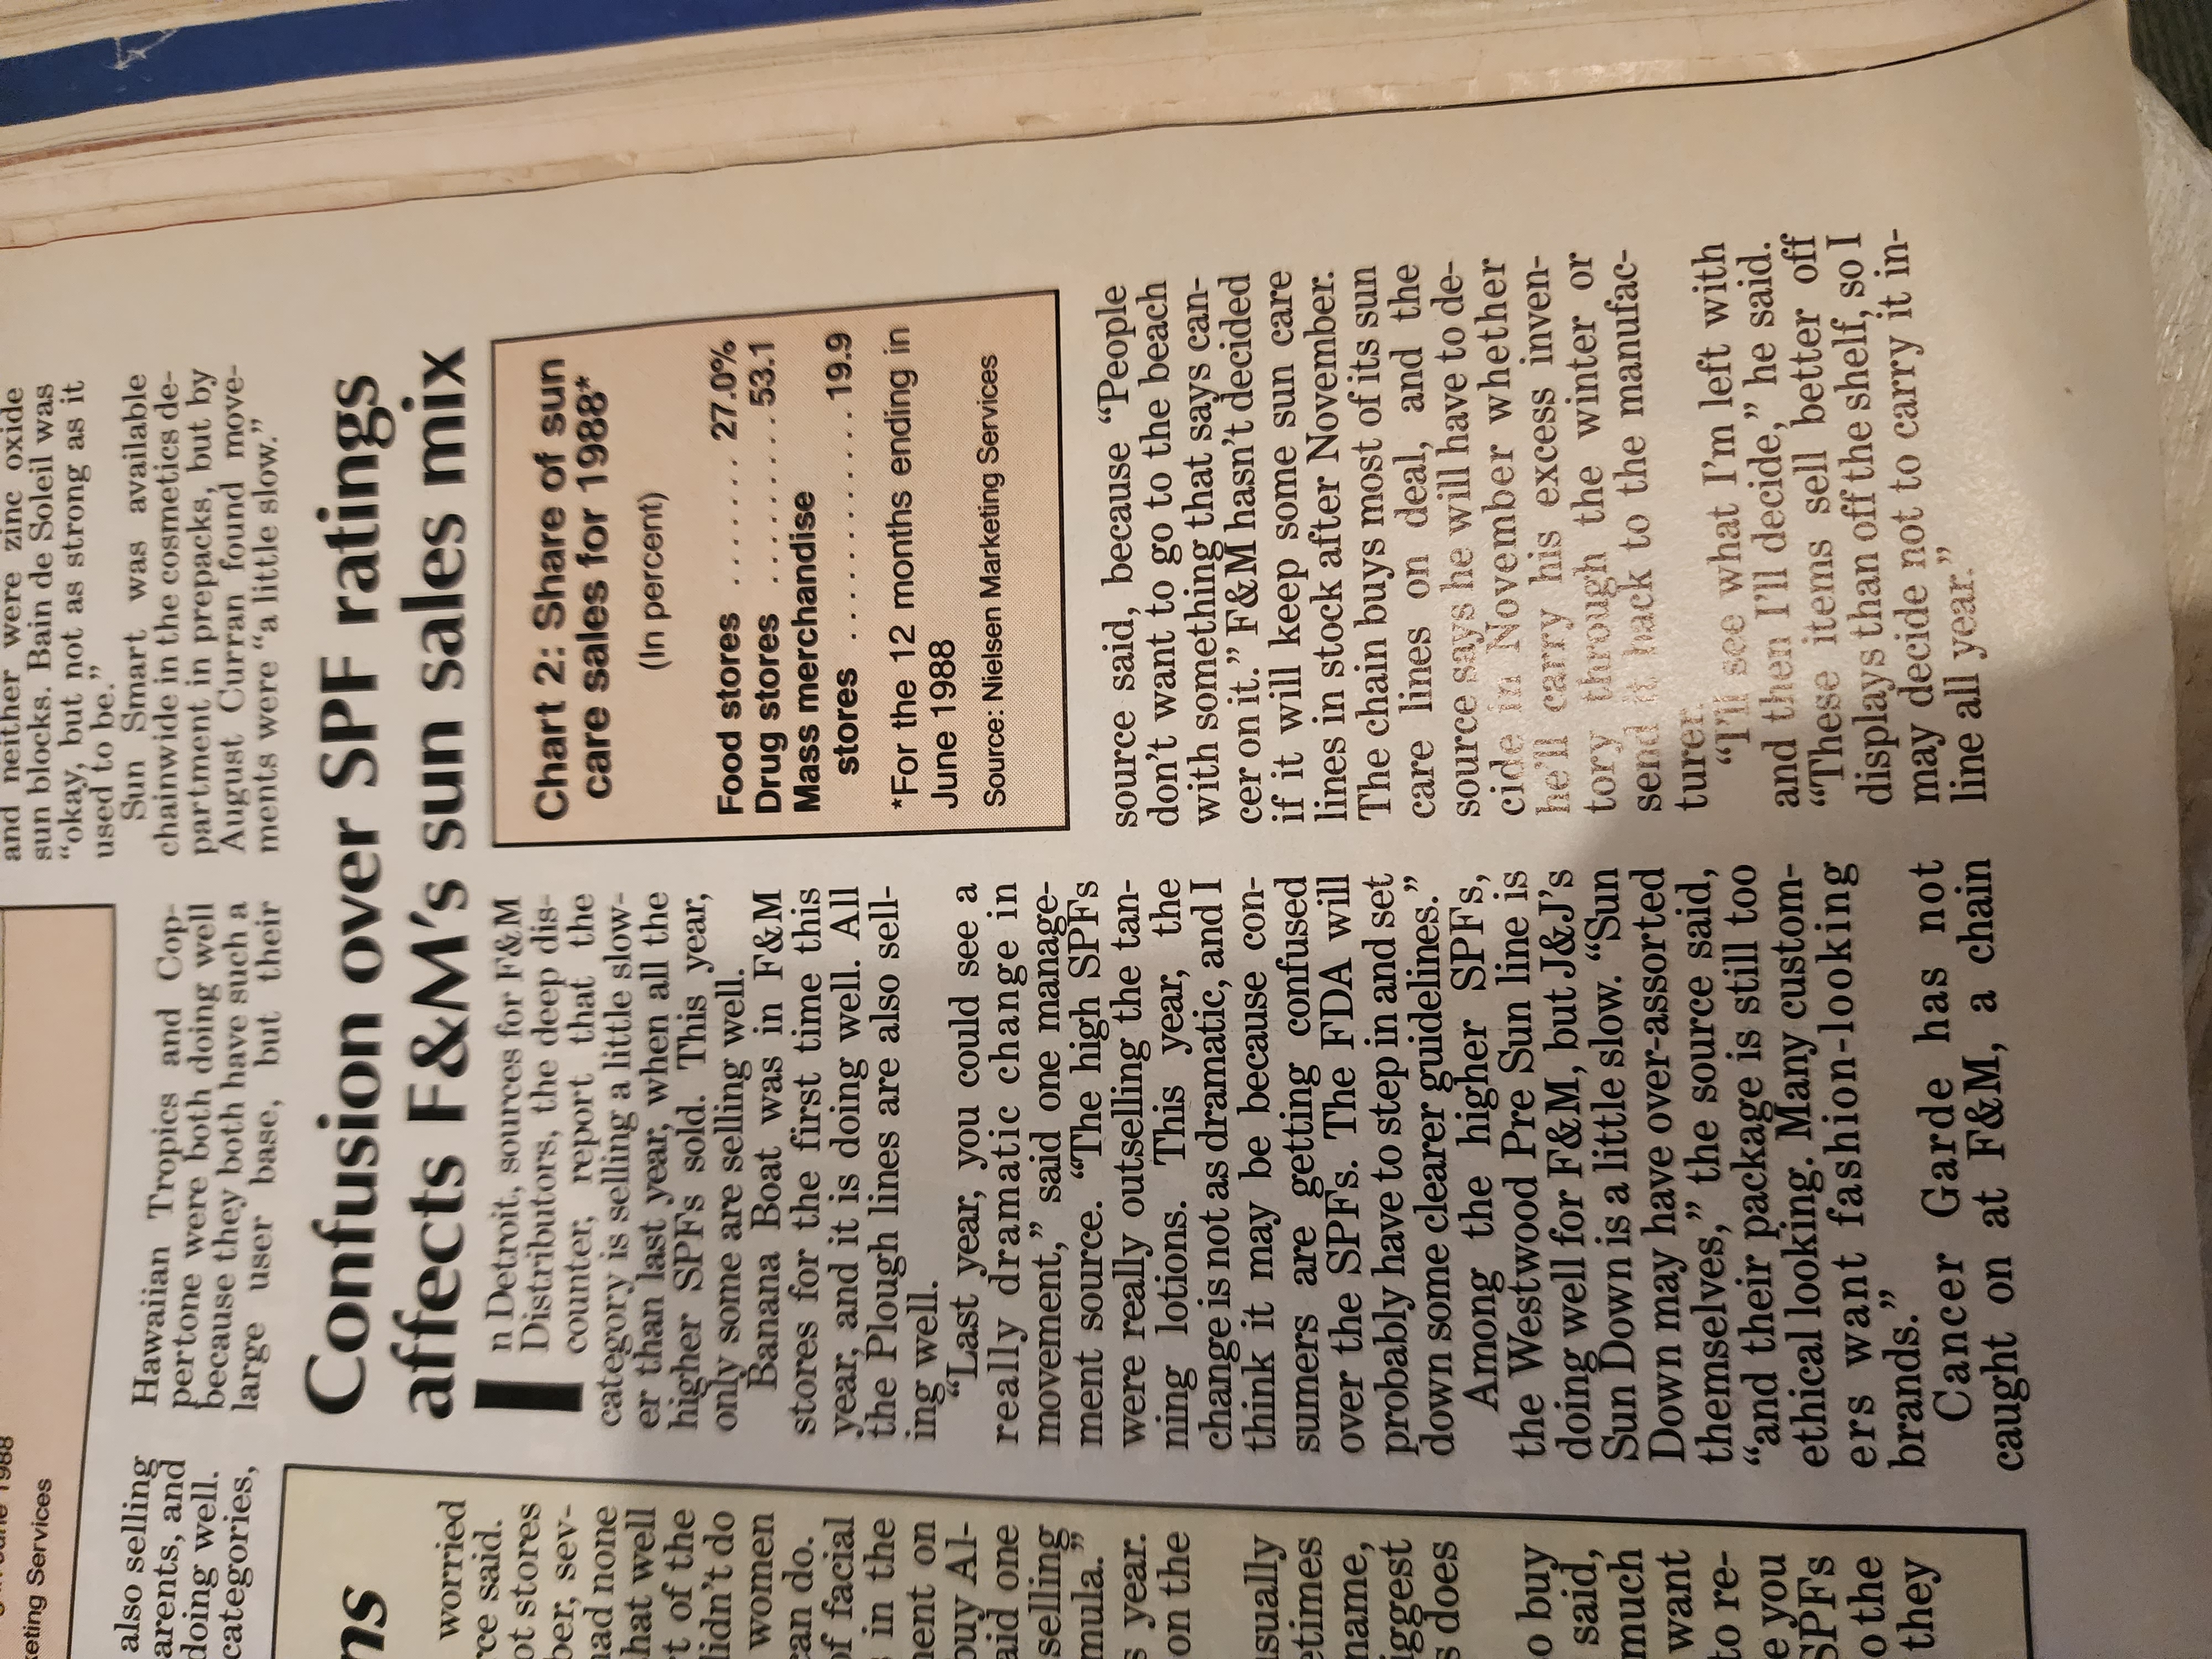 keting Services
also selling
arents, and
doing well.
categories,
Hawaiian Tropics and Cop-
pertone were both doing well
because they both have such a
large user base, but their
and neither were zinc oxide
sun blocks. Bain de Soleil was
“okay, but not as strong as it
used to be.”
Sun Smart was available
chainwide in the cosmetics de-
partment in prepacks, but by
August Curran found move-
ments were “a little slow.”
ns
worried
rce said.
ot stores
ber, sev-
had none
that well
rt of the
didn't do
women
can do.
of facial
in the
ment on
buy Al-
aid one
selling
mula.”
s year.
on the
sually
etimes
name,
iggest
s does
o buy
said,
much
want
to re-
e you
SPFs
o the
they
Confusion over SPF ratings
affects F&M's sun sales mix
In Detroit, sources for F&M
Distributors, the deep dis-
counter, report that the
category is selling a little slow-
er than last year, when all the
higher SPFs sold. This year,
only some are selling well.
Banana Boat was in F&M
stores for the first time this
year, and it is doing well. All
the Plough lines are also sell-
ing well.
“Last year, you could see a
really dramatic change in
movement,” said one manage-
ment source. “The high SPFs
were really outselling the tan-
ning lotions. This year, the
change is not as dramatic, and I
think it may be because con-
sumers are getting confused
over the SPFs. The FDA will
probably have to step in and set
down some clearer guidelines.”
Among the higher SPFs,
the Westwood Pre Sun line is
doing well for F&M, but J&J's
Sun Down is a little slow. “Sun
Down may have over-assorted
themselves,” the source said,
“and their package is still too
ethical looking. Many custom-
ers want fashion-looking
brands.”
Cancer Garde has not
caught on at F&M, a chain
Chart 2: Share of sun
care sales for 1988*
(In percent)
Food stores ........ 27.0%
Drug stores .......... 53.1
Mass merchandise
stores ............... 19.9
*For the 12 months ending in
June 1988
Source: Nielsen Marketing Services
source said, because “People
don't want to go to the beach
with something that says can-
cer on it.” F&M hasn't decided
if it will keep some sun care
lines in stock after November.
The chain buys most of its sun
care lines on deal, and the
source says he will have to de-
cide in November whether
he'll carry his excess inven-
tory through the winter or
send it back to the manufac-
turer.
“I'll see what I'm left with
and then I'll decide,” he said.
“These items sell better off
displays than off the shelf, so I
may decide not to carry it in-
line all year.”